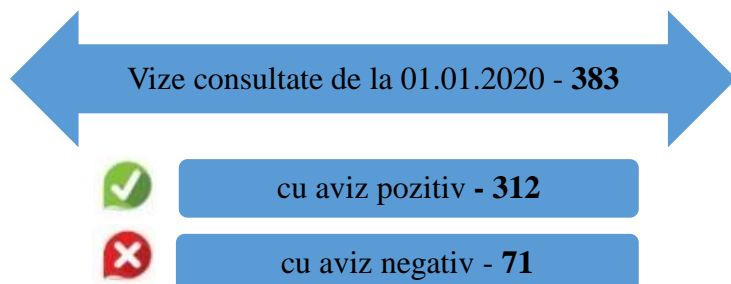 Vize consultate de la 01.01.2020 - 383
cu aviz pozitiv - 312
cu aviz negativ - 71